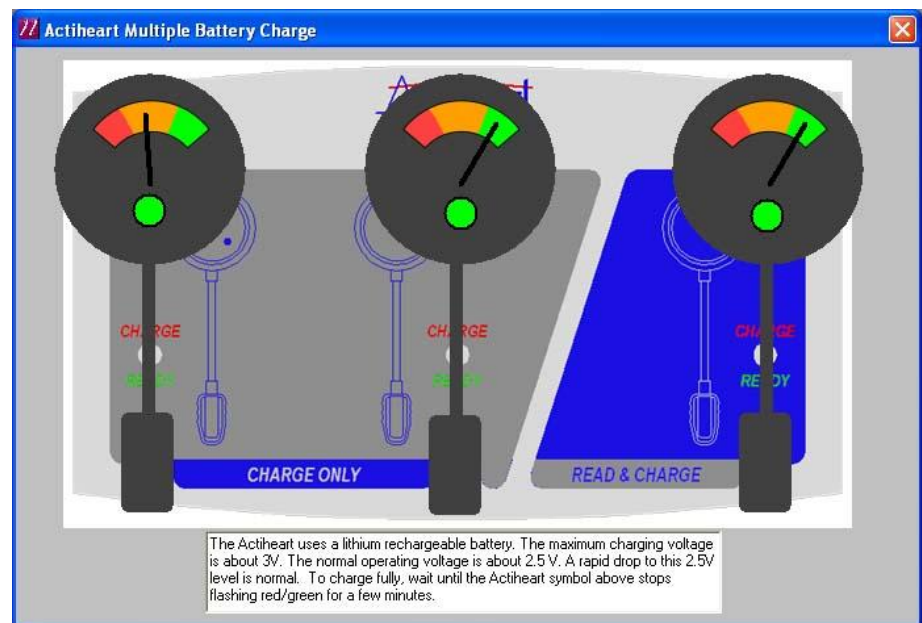 Actiheart Multiple Battery Charge
CHARGE CHARGE CHARGE
READY READY READY
CHARGE ONLY READ & CHARGE
The Actiheart uses a lithium rechargeable battery. The maximum charging voltage
is about 3V. The normal operating voltage is about 2.5 V. A rapid drop to this 2.5V
level is normal. To charge fully, wait until the Actiheart symbol above stops
flashing red/green for a few minutes.